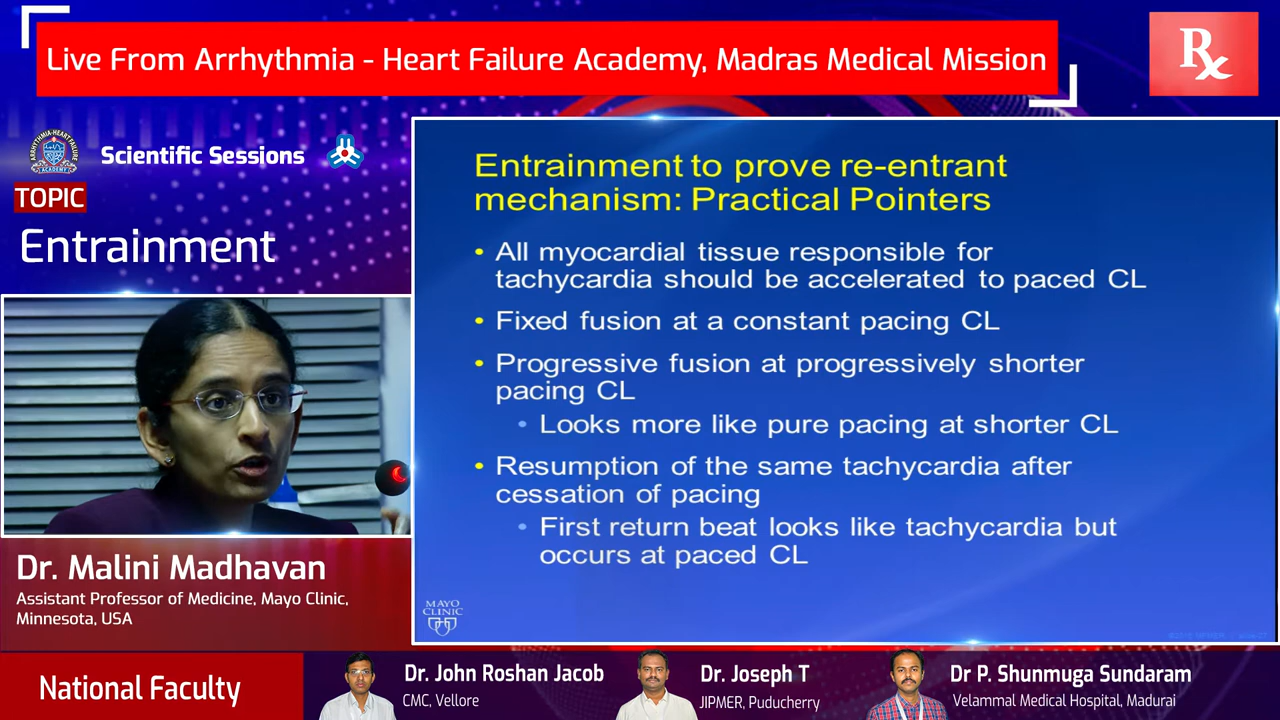 Live From Arrhythmia - Heart Failure Academy, Madras Medical Mission
Rx
ARRHYTHMIA-HEART FAILURE
ACADEMY
Scientific Sessions
TOPIC
Entrainment
Entrainment to prove re-entrant
mechanism: Practical Pointers
• All myocardial tissue responsible for
tachycardia should be accelerated to paced CL
• Fixed fusion at a constant pacing CL
• Progressive fusion at progressively shorter
pacing CL
• Looks more like pure pacing at shorter CL
• Resumption of the same tachycardia after
cessation of pacing
• First return beat looks like tachycardia but
occurs at paced CL
MAYO
CLINIC
Dr. Malini Madhavan
Assistant Professor of Medicine, Mayo Clinic,
Minnesota, USA
National Faculty
Dr. John Roshan Jacob
CMC, Vellore
Dr. Joseph T
JIPMER, Puducherry
Dr P. Shunmuga Sundaram
Velammal Medical Hospital, Madurai